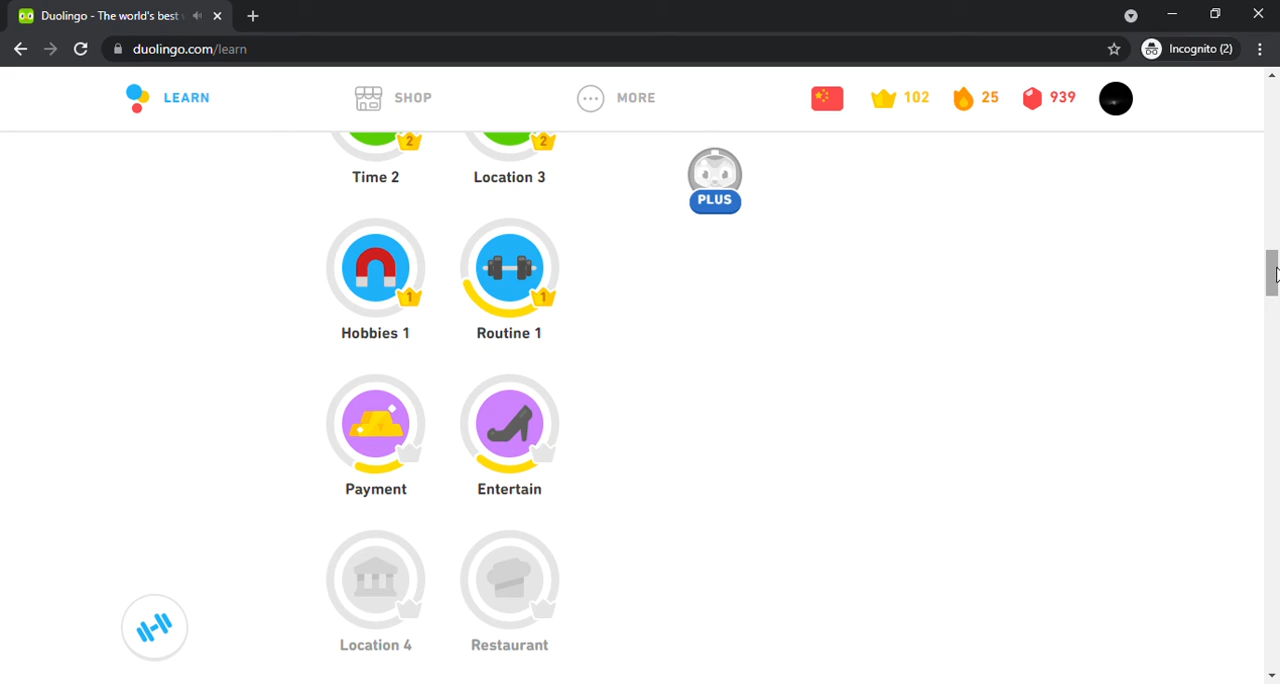 Duolingo - The world's best
duolingo.com/learn
Incognito (2)
LEARN
SHOP
MORE
102
25
939
2
2
Time 2
Location 3
PLUS
1
1
Hobbies 1
Routine 1
Payment
Entertain
Location 4
Restaurant